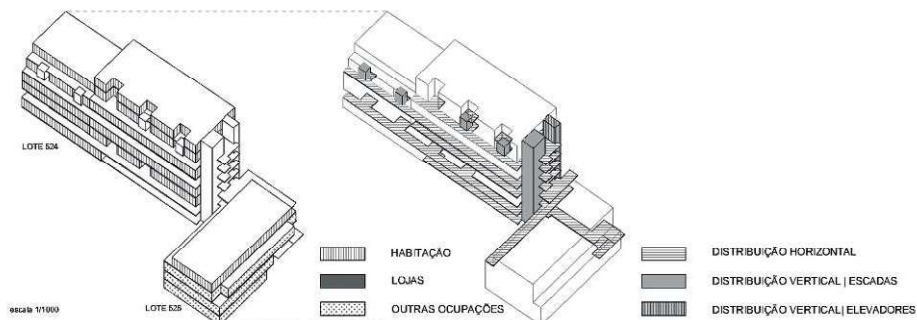 LOTE 524
HABITAÇÃO
LOJAS
OUTRAS OCUPAÇÕES
LOTE 525
escala 1/1000
DISTRIBUIÇÃO HORIZONTAL
DISTRIBUIÇÃO VERTICAL | ESCADAS
DISTRIBUIÇÃO VERTICAL| ELEVADORES